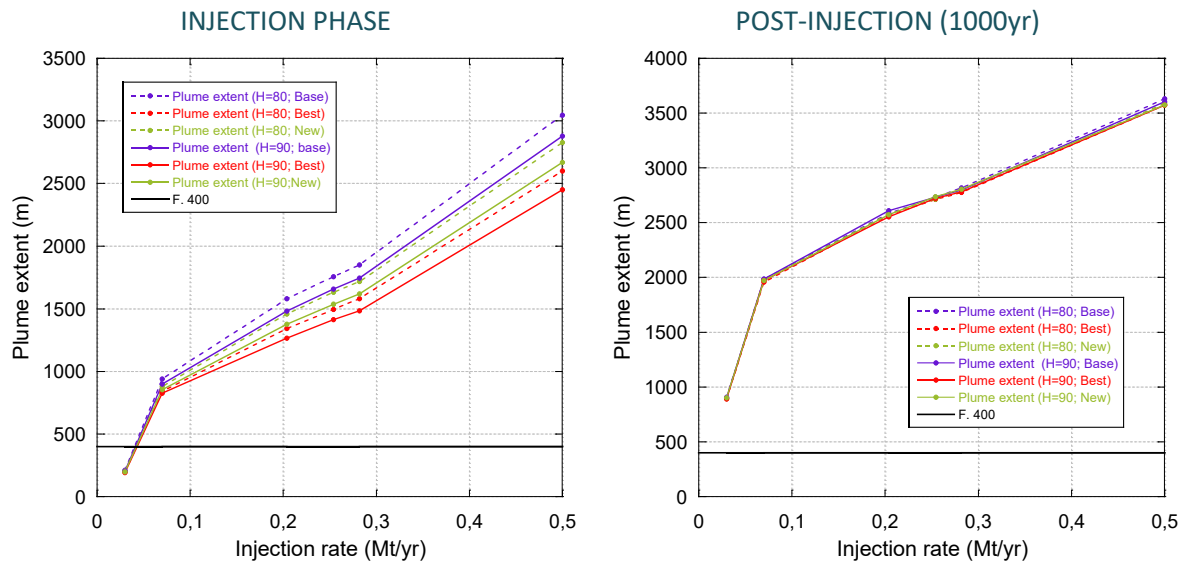 INJECTION PHASE
3500
3000
2500
2000
1500
1000
500
0
Plume extent (m)
Plume extent (H=80; Base)
Plume extent (H=80; Best)
Plume extent (H=80; New)
Plume extent  (H=90; base)
Plume extent (H=90; Best)
Plume extent (H=90;New)
F. 400
0 0,1 0,2 0,3 0,4 0,5
Injection rate (Mt/yr)
POST-INJECTION (1000yr)
4000
3500
3000
2500
2000
1500
1000
500
0
Plume extent (m)
Plume extent (H=80; Base)
Plume extent (H=80; Best)
Plume extent (H=80; New)
Plume extent  (H=90; Base)
Plume extent (H=90; Best)
Plume extent (H=90; New)
F. 400
0 0,1 0,2 0,3 0,4 0,5
Injection rate (Mt/yr)